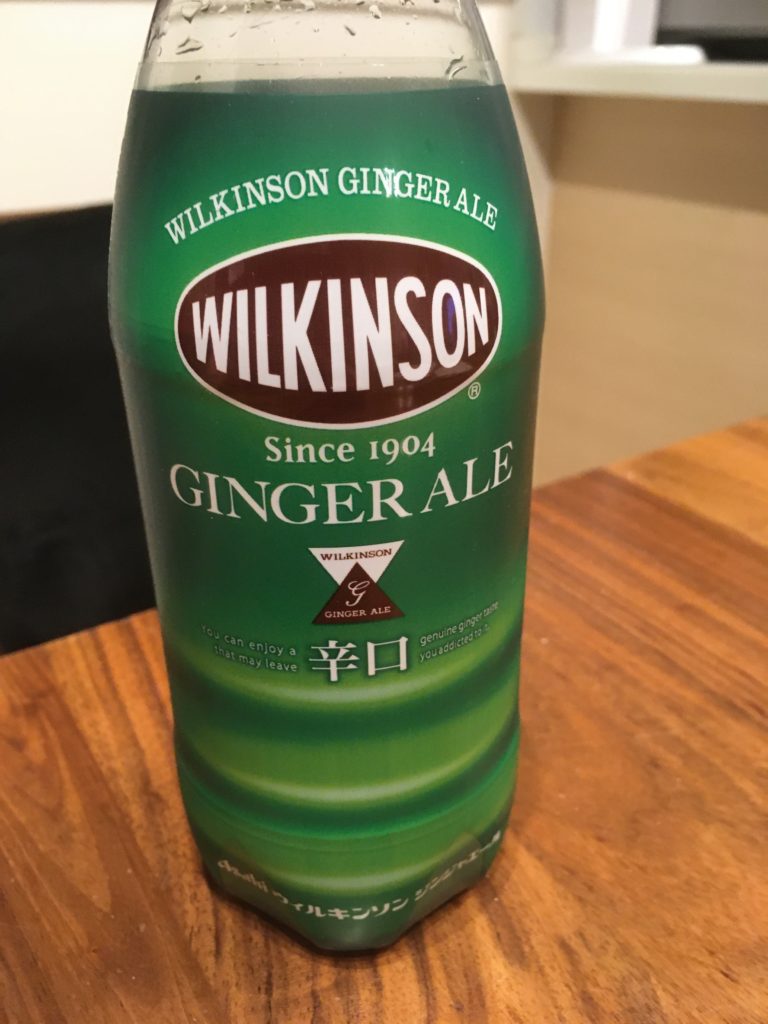 WILKINSON GINGER ALE
WILKINSON
®
Since 1904
GINGER ALE
WILKINSON
G
GINGER ALE
You can enjoy a genuine ginger taste
that may leave you addicted to it.
辛口
Asahi ウィルキンソン ジンジャエール